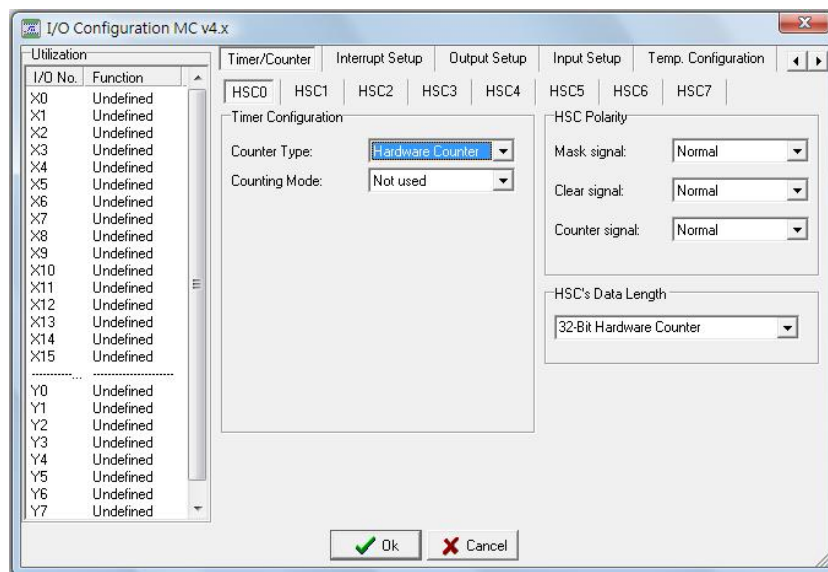 I/O Configuration MC v4.x
Utilization
I/O No. Function
X0 Undefined
X1 Undefined
X2 Undefined
X3 Undefined
X4 Undefined
X5 Undefined
X6 Undefined
X7 Undefined
X8 Undefined
X9 Undefined
X10 Undefined
X11 Undefined
X12 Undefined
X13 Undefined
X14 Undefined
X15 Undefined
-----------... --------------------
Y0 Undefined
Y1 Undefined
Y2 Undefined
Y3 Undefined
Y4 Undefined
Y5 Undefined
Y6 Undefined
Y7 Undefined
Timer/Counter Interrupt Setup Output Setup Input Setup Temp. Configuration
HSC0 HSC1 HSC2 HSC3 HSC4 HSC5 HSC6 HSC7
Timer Configuration
Counter Type: Hardware Counter
Counting Mode: Not used
HSC Polarity
Mask signal: Normal
Clear signal: Normal
Counter signal: Normal
HSC's Data Length
32-Bit Hardware Counter
Ok Cancel